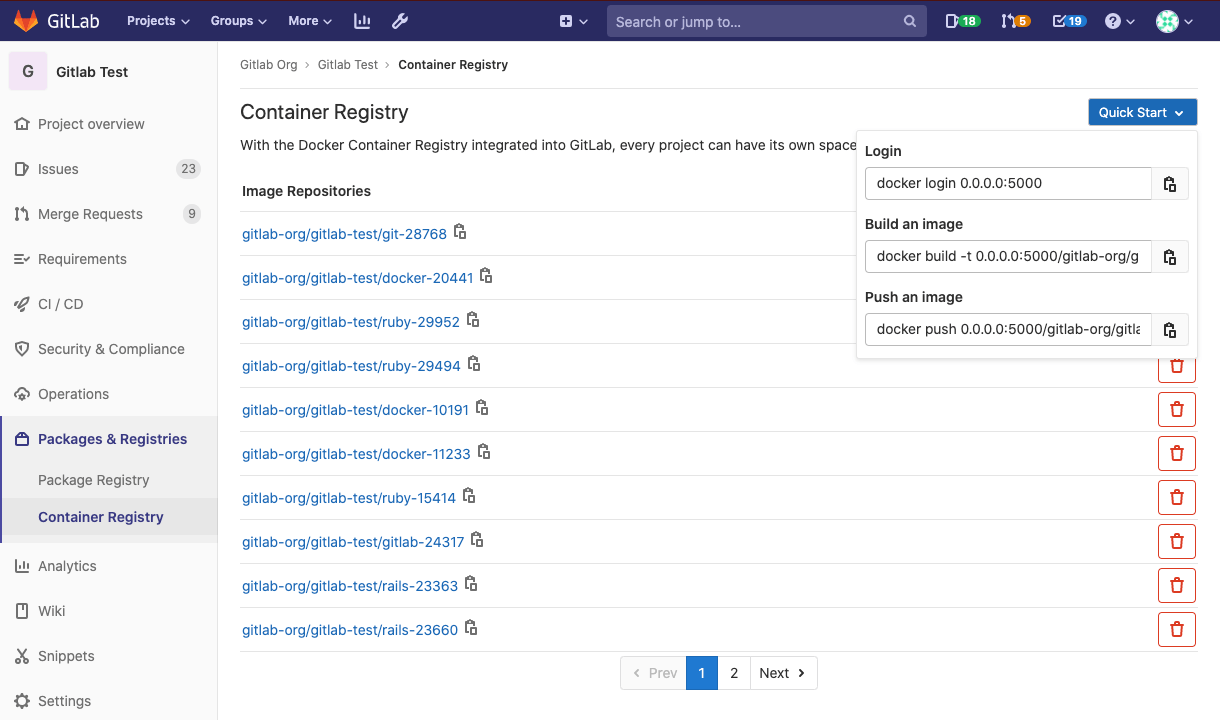 GitLab Projects Groups More Search or jump to... 18 5 19
G Gitlab Test
Project overview
Issues 23
Merge Requests 9
Requirements
CI / CD
Security & Compliance
Operations
Packages & Registries
Package Registry
Container Registry
Analytics
Wiki
Snippets
Settings
Gitlab Org › Gitlab Test › Container Registry
Container Registry
Quick Start
With the Docker Container Registry integrated into GitLab, every project can have its own space
Login
docker login 0.0.0.0:5000
Build an image
docker build -t 0.0.0.0:5000/gitlab-org/g
Push an image
docker push 0.0.0.0:5000/gitlab-org/gitla
Image Repositories
gitlab-org/gitlab-test/git-28768
gitlab-org/gitlab-test/docker-20441
gitlab-org/gitlab-test/ruby-29952
gitlab-org/gitlab-test/ruby-29494
gitlab-org/gitlab-test/docker-10191
gitlab-org/gitlab-test/docker-11233
gitlab-org/gitlab-test/ruby-15414
gitlab-org/gitlab-test/gitlab-24317
gitlab-org/gitlab-test/rails-23363
gitlab-org/gitlab-test/rails-23660
‹ Prev 1 2 Next ›